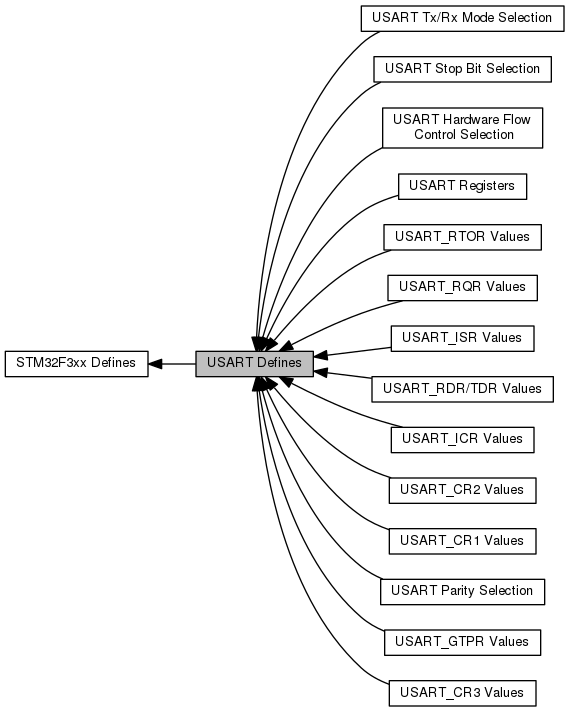 USART Tx/Rx Mode Selection
USART Stop Bit Selection
USART Hardware Flow
Control Selection
USART Registers
USART_RTOR Values
USART_RQR Values
USART_ISR Values
STM32F3xx Defines
USART Defines
USART_RDR/TDR Values
USART_ICR Values
USART_CR2 Values
USART_CR1 Values
USART Parity Selection
USART_GTPR Values
USART_CR3 Values